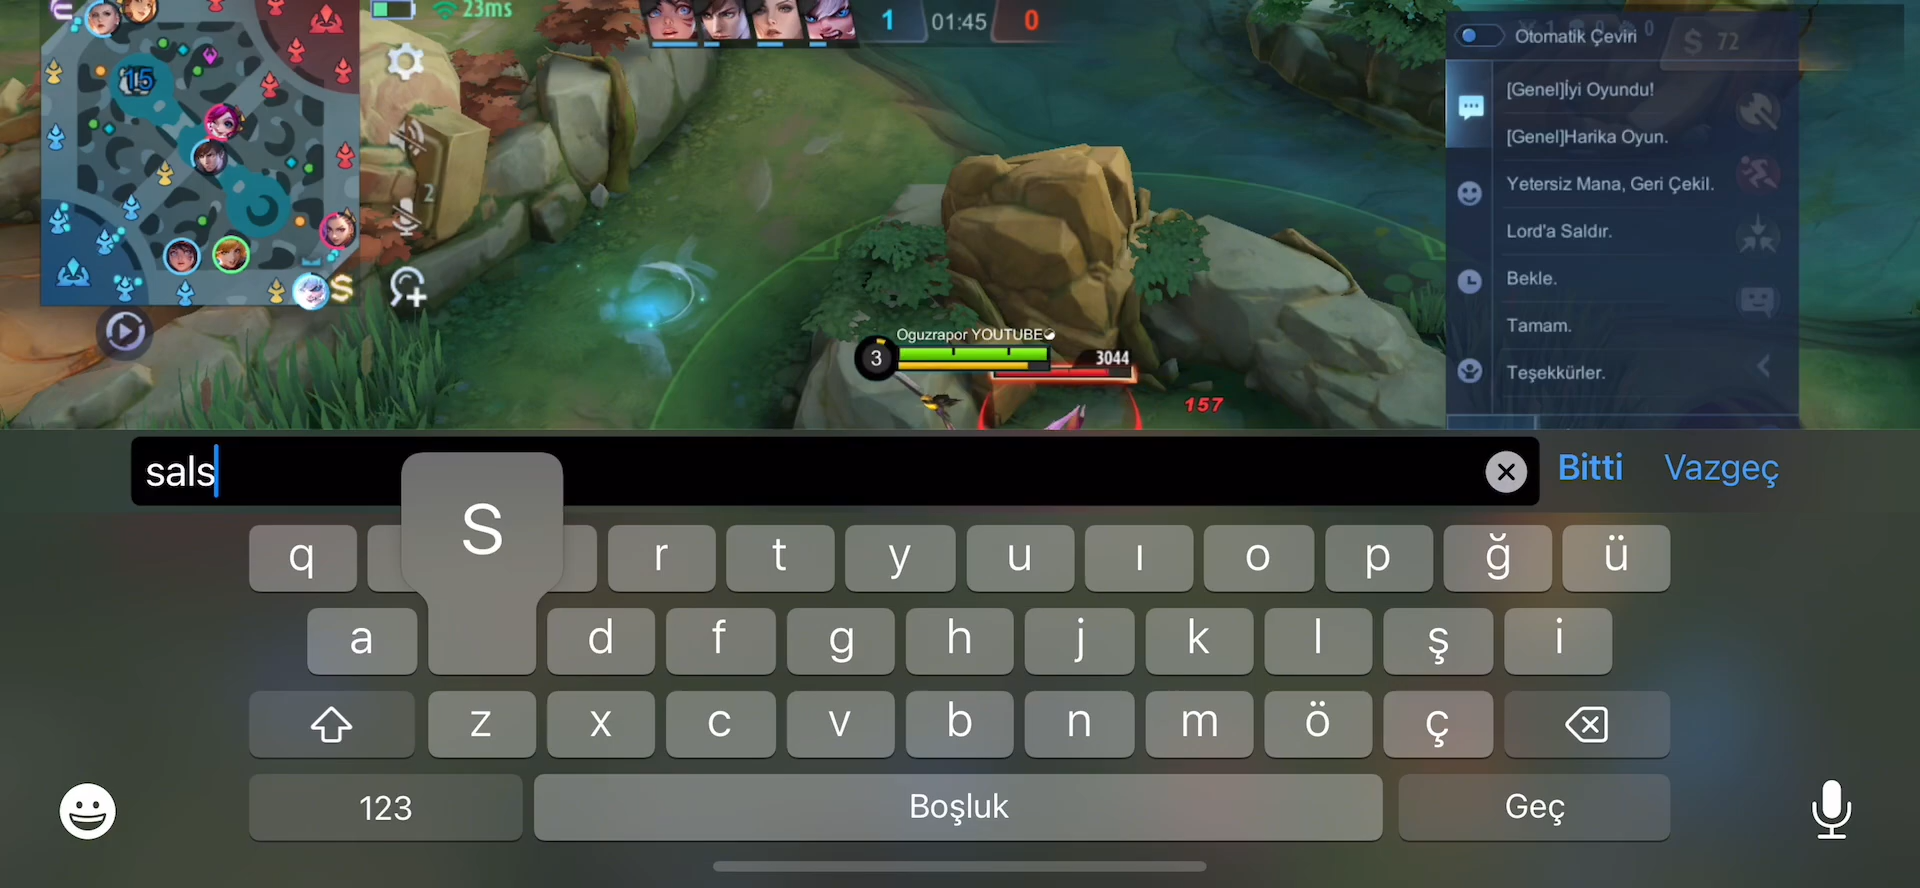 23ms
1 01:45 0
15
2
Otomatik Çeviri
$ 72
[Genel]İyi Oyundu!
[Genel]Harika Oyun.
Yetersiz Mana, Geri Çekil.
Lord'a Saldır.
Bekle.
Tamam.
Teşekkürler.
Oguzrapor YOUTUBE
3
3044
157
sals
Bitti
Vazgeç
S
q r t y u ı o p ğ ü
a d f g h j k l ş i
z x c v b n m ö ç
123
Boşluk
Geç